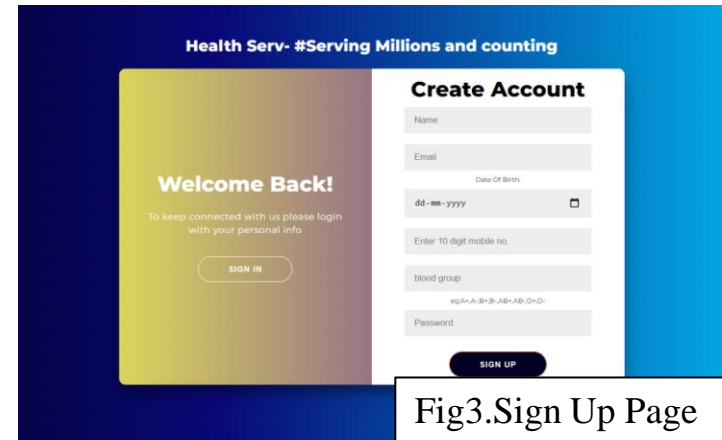 Health Serv- #Serving Millions and counting
Welcome Back!
To keep connected with us please login
with your personal info
SIGN IN
Create Account
Name
Email
Date Of Birth
dd-mm-yyyy
Enter 10 digit mobile no.
blood group
eg:A+,A-,B+,B-,AB+,AB-,O+,O-
Password
SIGN UP
Fig3.Sign Up Page